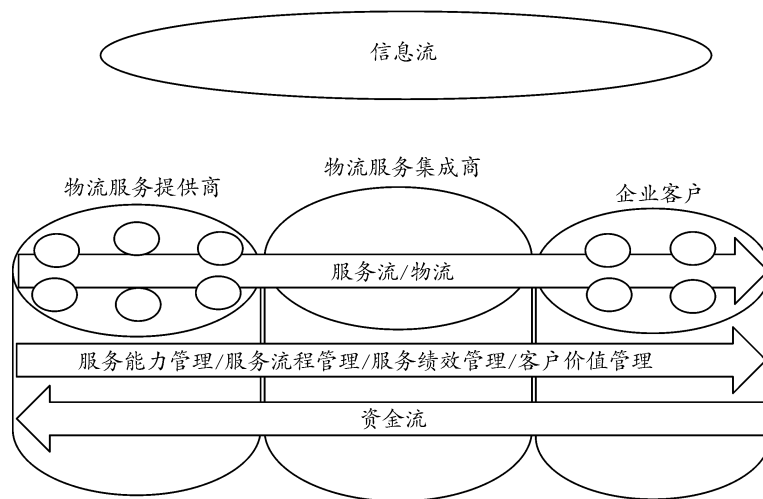 信息流
物流服务提供商
物流服务集成商
企业客户
服务流/物流
服务能力管理/服务流程管理/服务绩效管理/客户价值管理
资金流